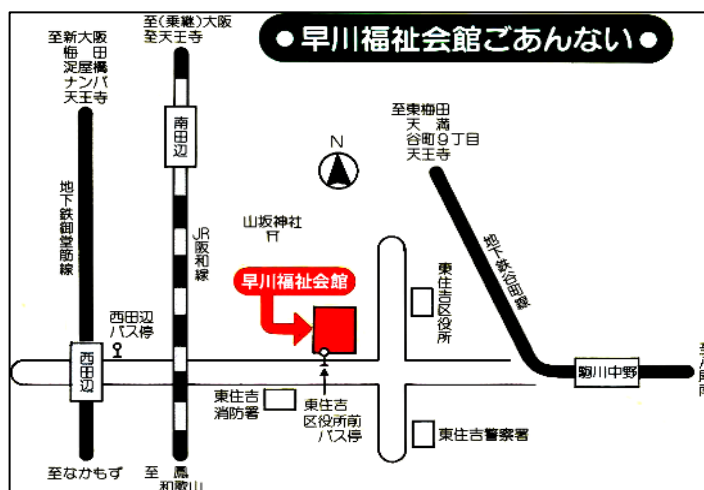 早川福祉会館ごあんない
至新大阪
梅田
淀屋橋
ナンバ
天王寺
至(乗継)大阪
至天王寺
南田辺
地下鉄御堂筋線
JR阪和線
N
至東梅田
天満
谷町9丁目
天王寺
地下鉄谷町線
山坂神社
早川福祉会館
東住吉区役所
西田辺
バス停
西田辺
駒川中野
東住吉
消防署
東住吉
区役所前
バス停
東住吉警察署
至なかもず
至鳳
和歌山